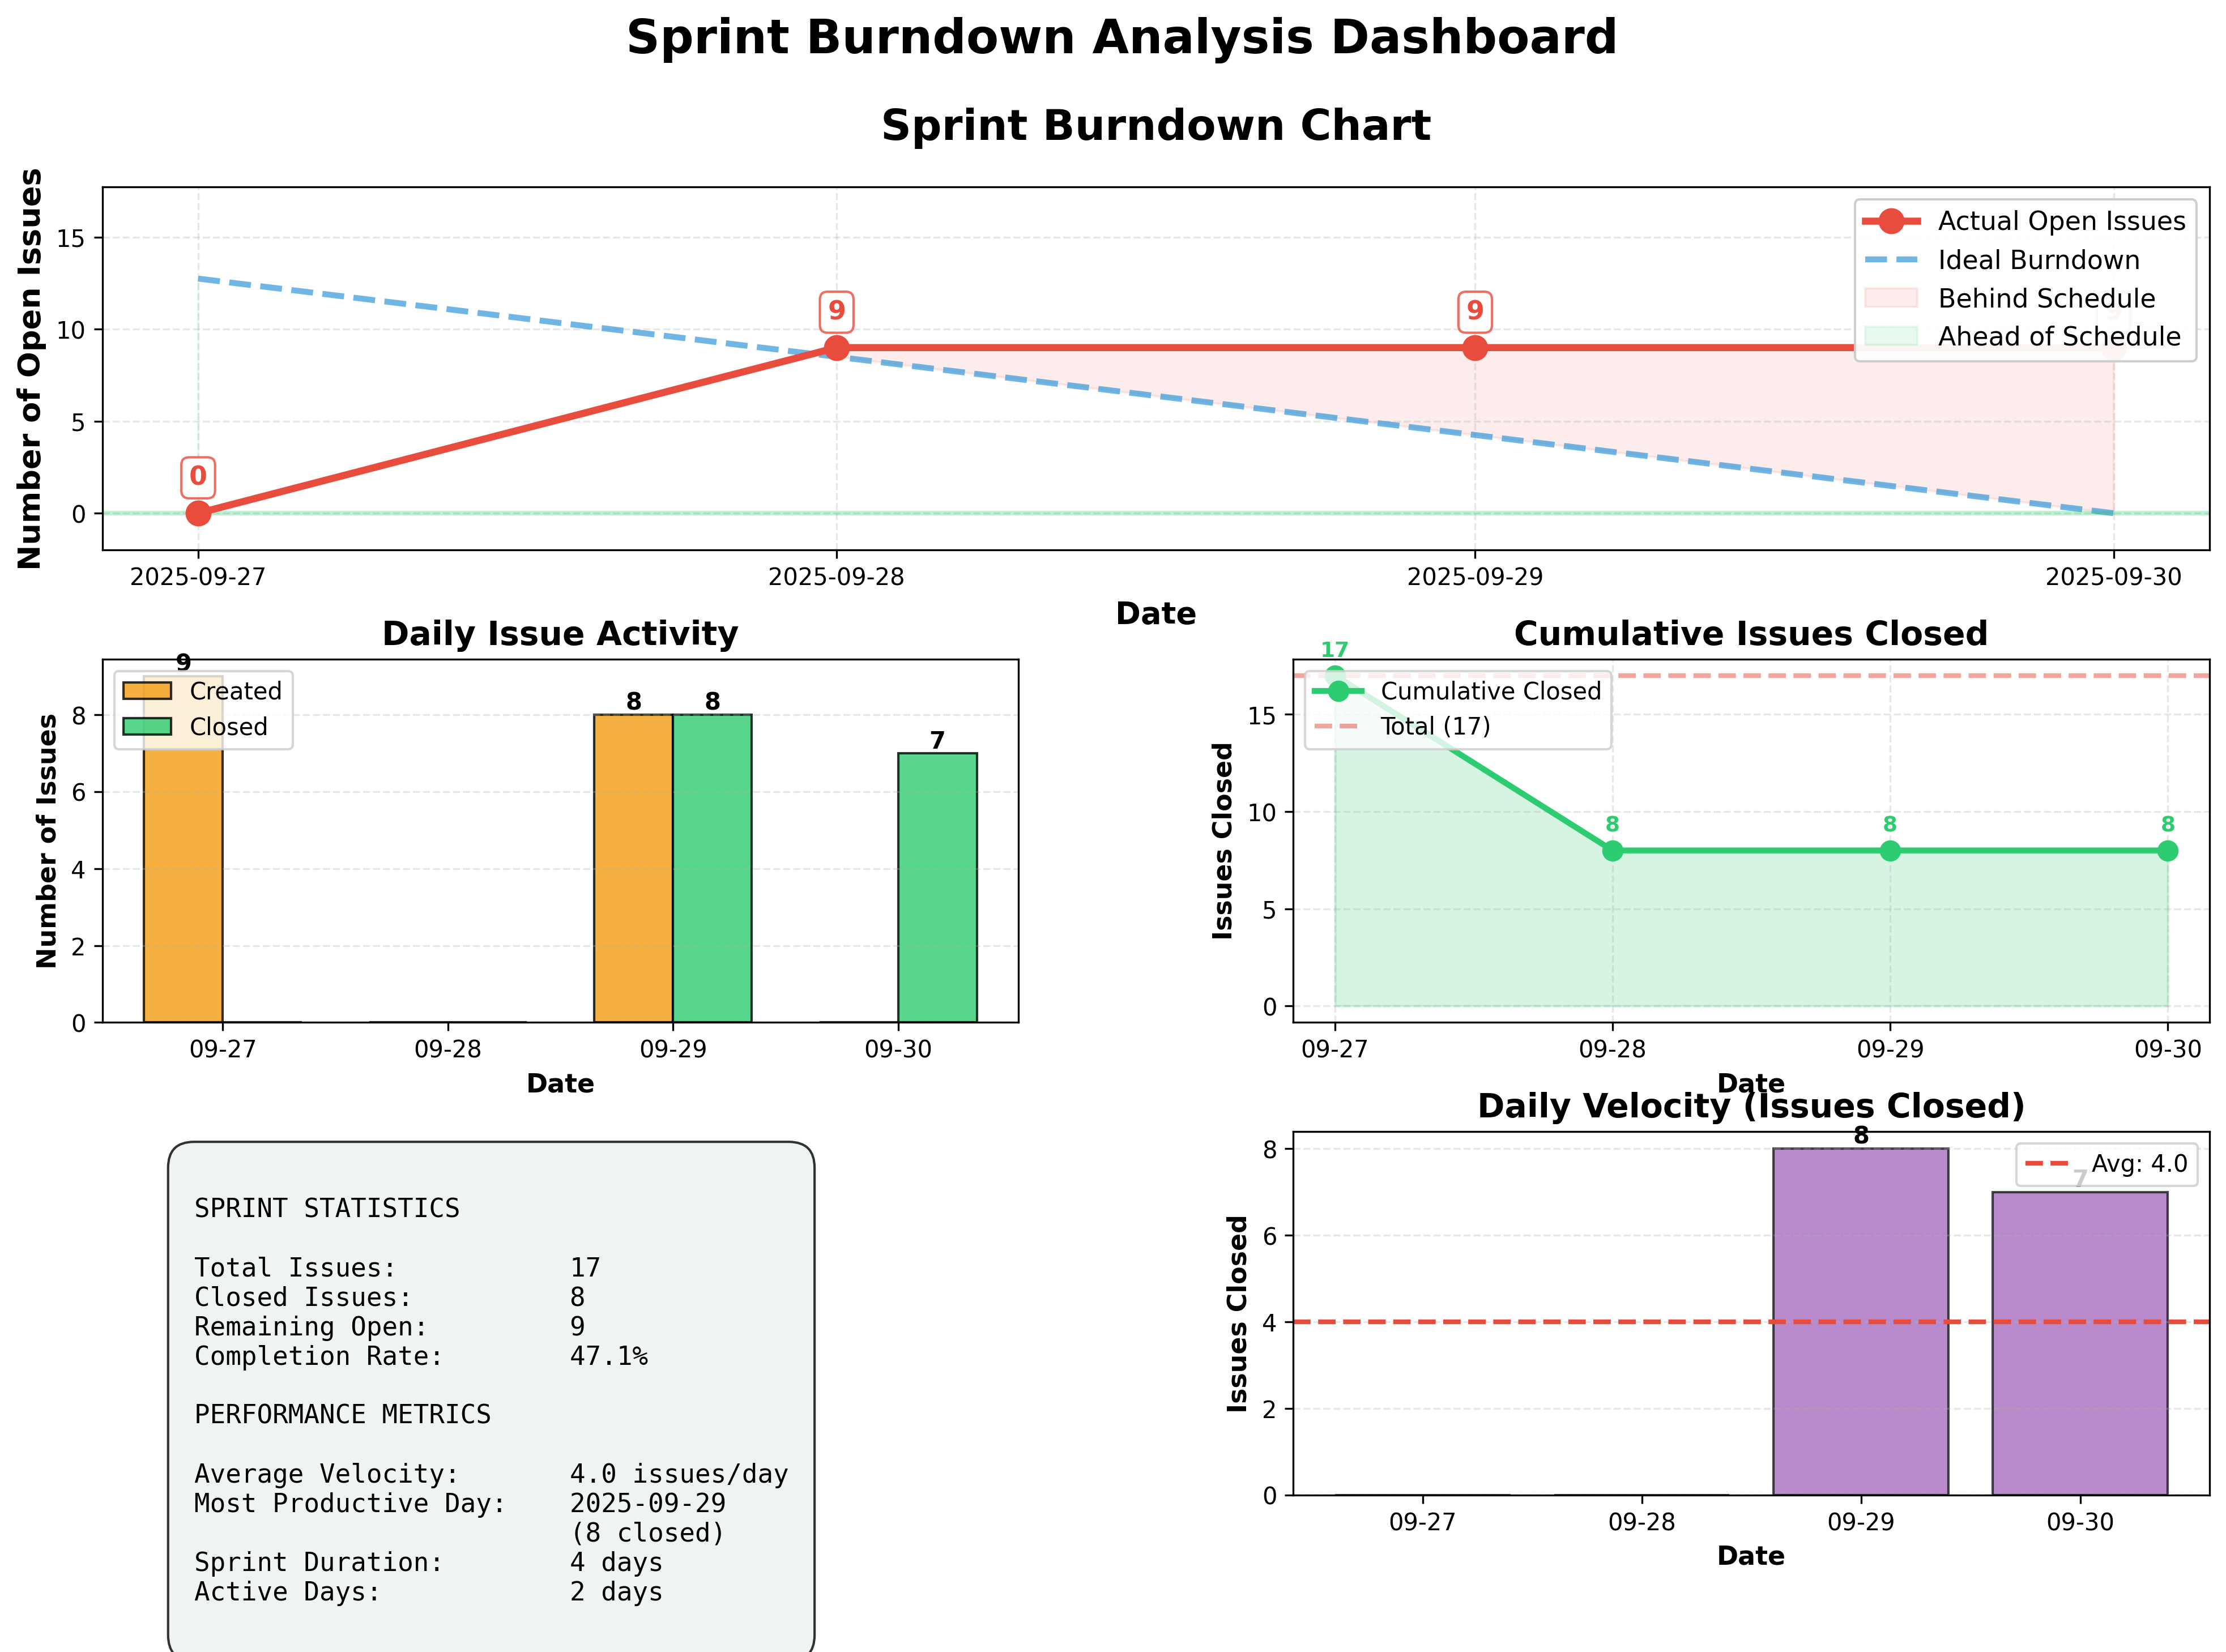 Sprint Burndown Analysis Dashboard
Sprint Burndown Chart
Number of Open Issues
15
10
5
0
0
9
9
9
Actual Open Issues
Ideal Burndown
Behind Schedule
Ahead of Schedule
2025-09-27
2025-09-28
2025-09-29
2025-09-30
Date
Daily Issue Activity
Number of Issues
8
6
4
2
0
9
8
8
7
Created
Closed
09-27
09-28
09-29
09-30
Date
Cumulative Issues Closed
Issues Closed
15
10
5
0
17
8
8
8
Cumulative Closed
Total (17)
09-27
09-28
09-29
09-30
Date
SPRINT STATISTICS
Total Issues: 17
Closed Issues: 8
Remaining Open: 9
Completion Rate: 47.1%
PERFORMANCE METRICS
Average Velocity: 4.0 issues/day
Most Productive Day: 2025-09-29
(8 closed)
Sprint Duration: 4 days
Active Days: 2 days
Daily Velocity (Issues Closed)
Issues Closed
8
6
4
2
0
8
7
Avg: 4.0
09-27
09-28
09-29
09-30
Date